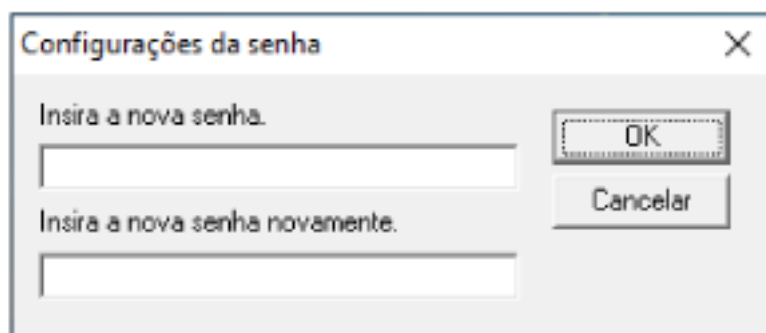 Configurações da senha
Insira a nova senha.
OK
Cancelar
Insira a nova senha novamente.